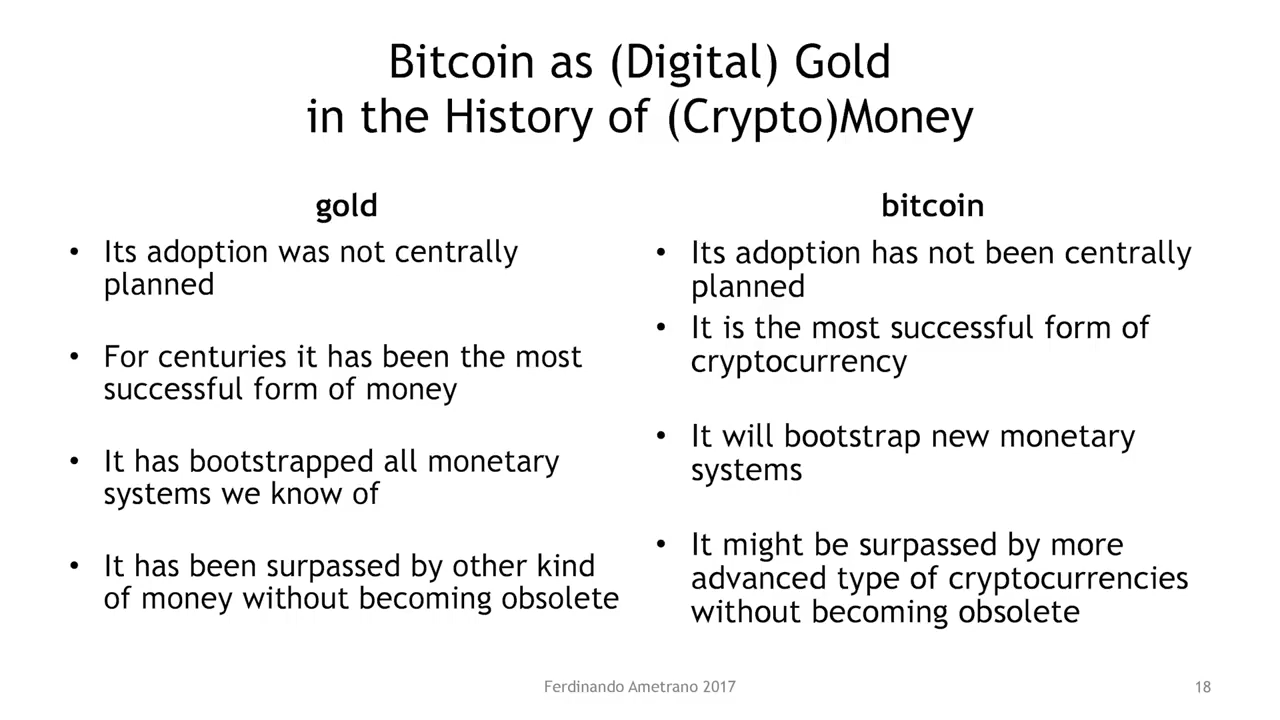 Bitcoin as (Digital) Gold
in the History of (Crypto)Money
gold
• Its adoption was not centrally
planned
• For centuries it has been the most
successful form of money
• It has bootstrapped all monetary
systems we know of
• It has been surpassed by other kind
of money without becoming obsolete
bitcoin
• Its adoption has not been centrally
planned
• It is the most successful form of
cryptocurrency
• It will bootstrap new monetary
systems
• It might be surpassed by more
advanced type of cryptocurrencies
without becoming obsolete
Ferdinando Ametrano 2017
18